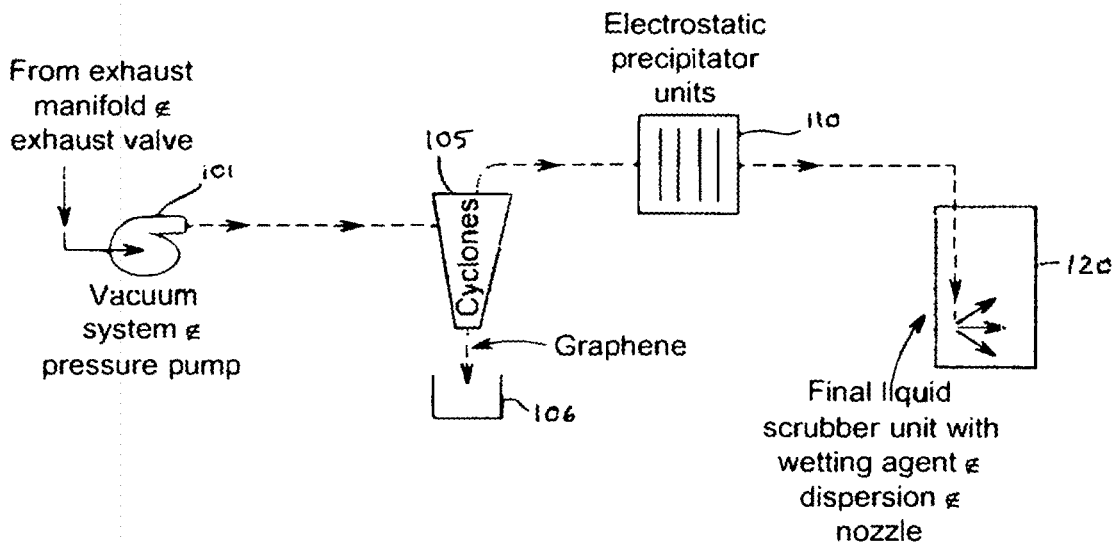 Electrostatic
precipitator
units
From exhaust
manifold &
exhaust valve
101
105
110
Cyclones
120
Vacuum
system &
pressure pump
Graphene
106
Final liquid
scrubber unit with
wetting agent &
dispersion &
nozzle